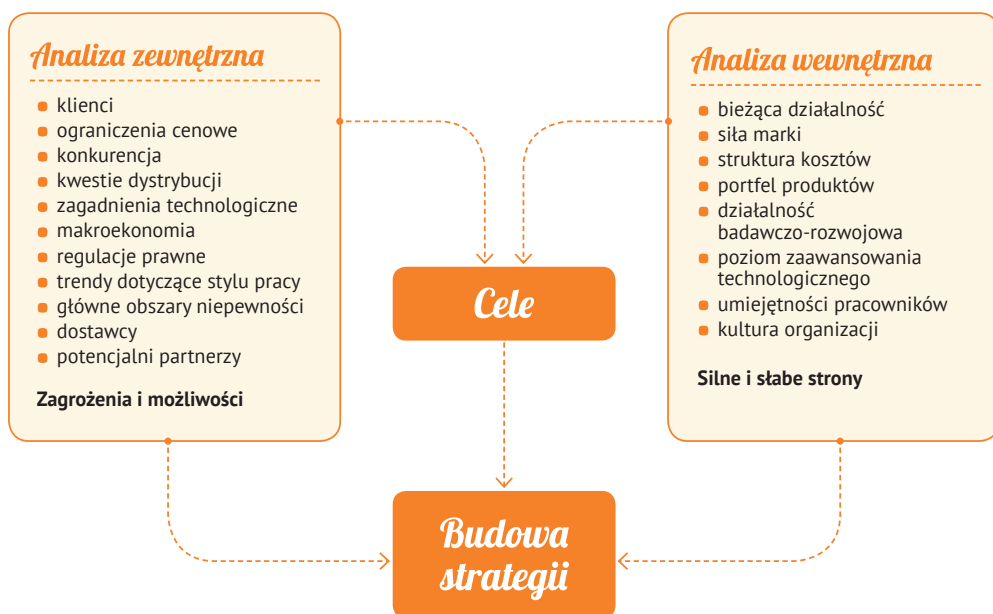 Analiza zewnętrzna
klienci
ograniczenia cenowe
konkurencja
kwestie dystrybucji
zagadnienia technologiczne
makroekonomia
regulacje prawne
trendy dotyczące stylu pracy
główne obszary niepewności
dostawcy
potencjalni partnerzy
Zagrożenia i możliwości
Analiza wewnętrzna
bieżąca działalność
siła marki
struktura kosztów
portfel produktów
działalność
badawczo-rozwojowa
poziom zaawansowania
technologicznego
umiejętności pracowników
kultura organizacji
Silne i słabe strony
Cele
Budowa
strategii